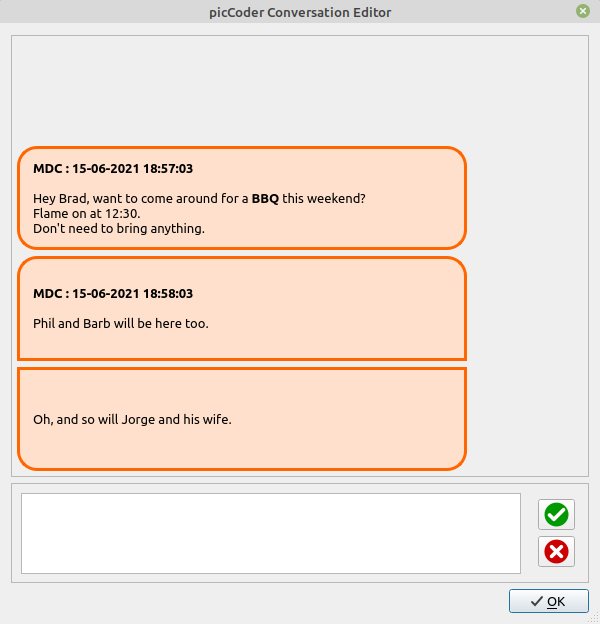 picCoder Conversation Editor
MDC : 15-06-2021 18:57:03
Hey Brad, want to come around for a BBQ this weekend?
Flame on at 12:30.
Don't need to bring anything.
MDC : 15-06-2021 18:58:03
Phil and Barb will be here too.
Oh, and so will Jorge and his wife.
OK